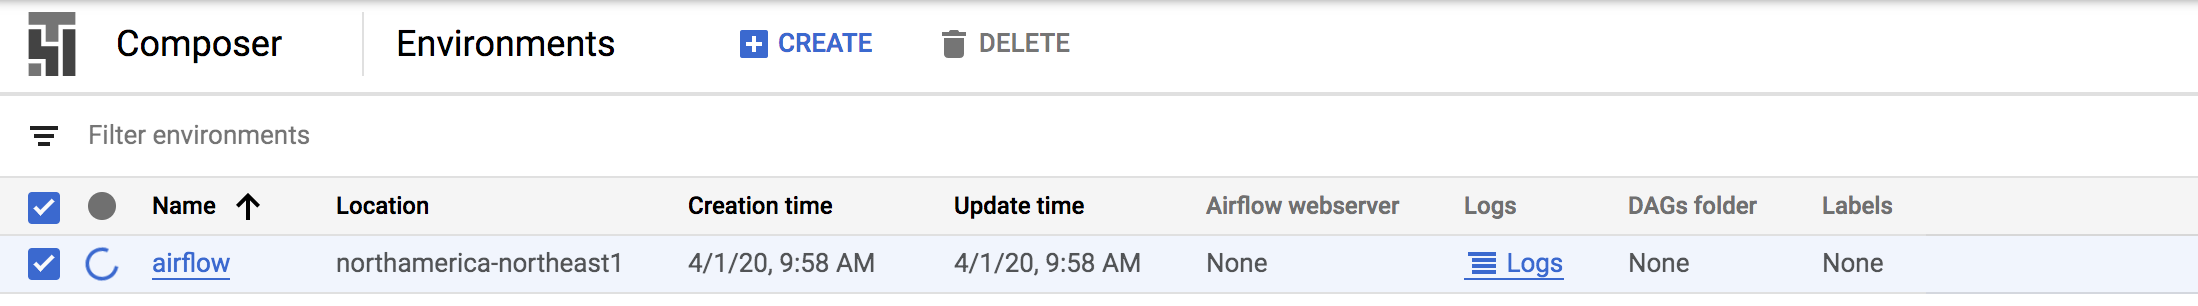 Composer Environments CREATE DELETE
Filter environments
Name Location Creation time Update time Airflow webserver Logs DAGs folder Labels
airflow northamerica-northeast1 4/1/20, 9:58 AM 4/1/20, 9:58 AM None Logs None None